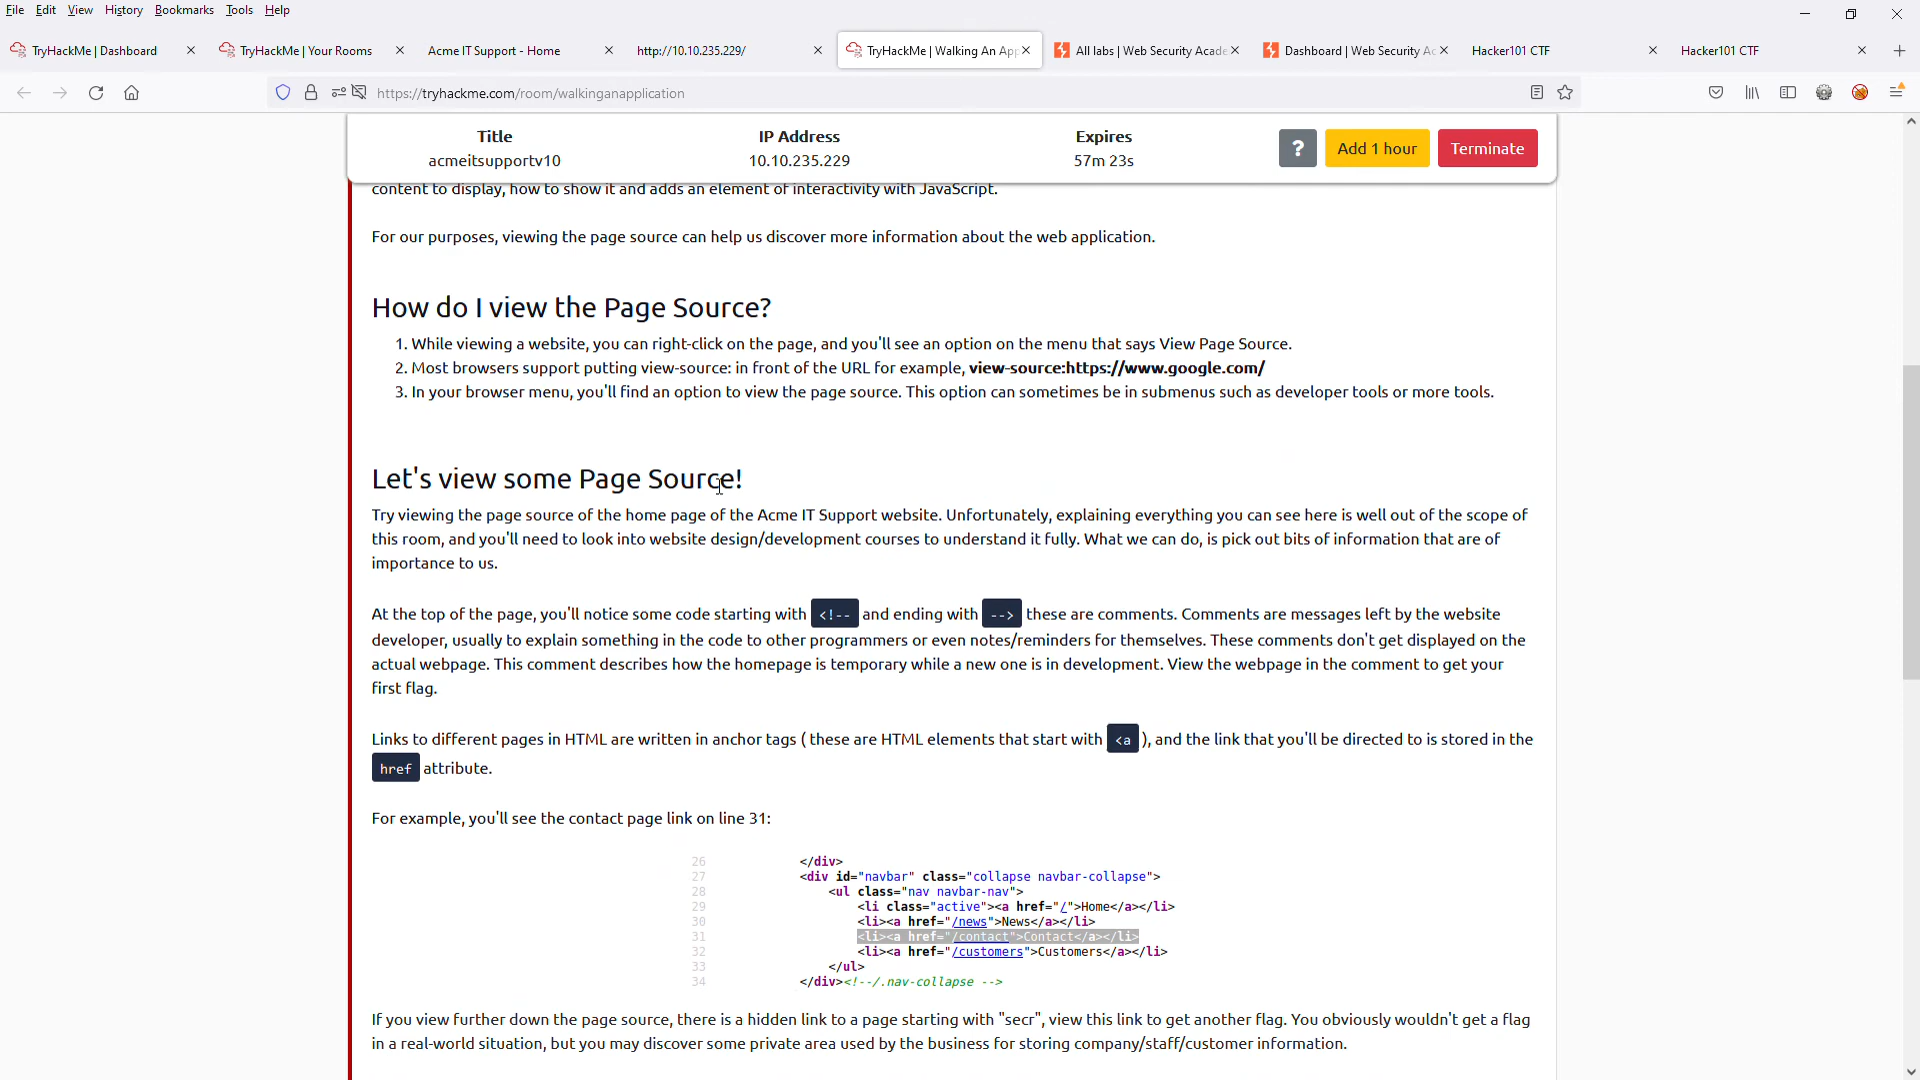 File Edit View History Bookmarks Tools Help
TryHackMe | Dashboard
TryHackMe | Your Rooms
Acme IT Support - Home
http://10.10.235.229/
TryHackMe | Walking An App
All labs | Web Security Acade
Dashboard | Web Security Ac
Hacker101 CTF
Hacker101 CTF
https://tryhackme.com/room/walkinganapplication
Title IP Address Expires
acmeitsupportv10 10.10.235.229 57m 23s
? Add 1 hour Terminate
content to display, how to show it and adds an element of interactivity with JavaScript.
For our purposes, viewing the page source can help us discover more information about the web application.
How do I view the Page Source?
1. While viewing a website, you can right-click on the page, and you'll see an option on the menu that says View Page Source.
2. Most browsers support putting view-source: in front of the URL for example, view-source:https://www.google.com/
3. In your browser menu, you'll find an option to view the page source. This option can sometimes be in submenus such as developer tools or more tools.
Let's view some Page Source!
Try viewing the page source of the home page of the Acme IT Support website. Unfortunately, explaining everything you can see here is well out of the scope of
this room, and you'll need to look into website design/development courses to understand it fully. What we can do, is pick out bits of information that are of
importance to us.
At the top of the page, you'll notice some code starting with <!-- and ending with --> these are comments. Comments are messages left by the website
developer, usually to explain something in the code to other programmers or even notes/reminders for themselves. These comments don't get displayed on the
actual webpage. This comment describes how the homepage is temporary while a new one is in development. View the webpage in the comment to get your
first flag.
Links to different pages in HTML are written in anchor tags ( these are HTML elements that start with <a ), and the link that you'll be directed to is stored in the
href attribute.
For example, you'll see the contact page link on line 31:
26 </div>
27 <div id="navbar" class="collapse navbar-collapse">
28 <ul class="nav navbar-nav">
29 <li class="active"><a href="/">Home</a></li>
30 <li><a href="/news">News</a></li>
31 <li><a href="/contact">Contact</a></li>
32 <li><a href="/customers">Customers</a></li>
33 </ul>
34 </div><!--/.nav-collapse -->
If you view further down the page source, there is a hidden link to a page starting with "secr", view this link to get another flag. You obviously wouldn't get a flag
in a real-world situation, but you may discover some private area used by the business for storing company/staff/customer information.